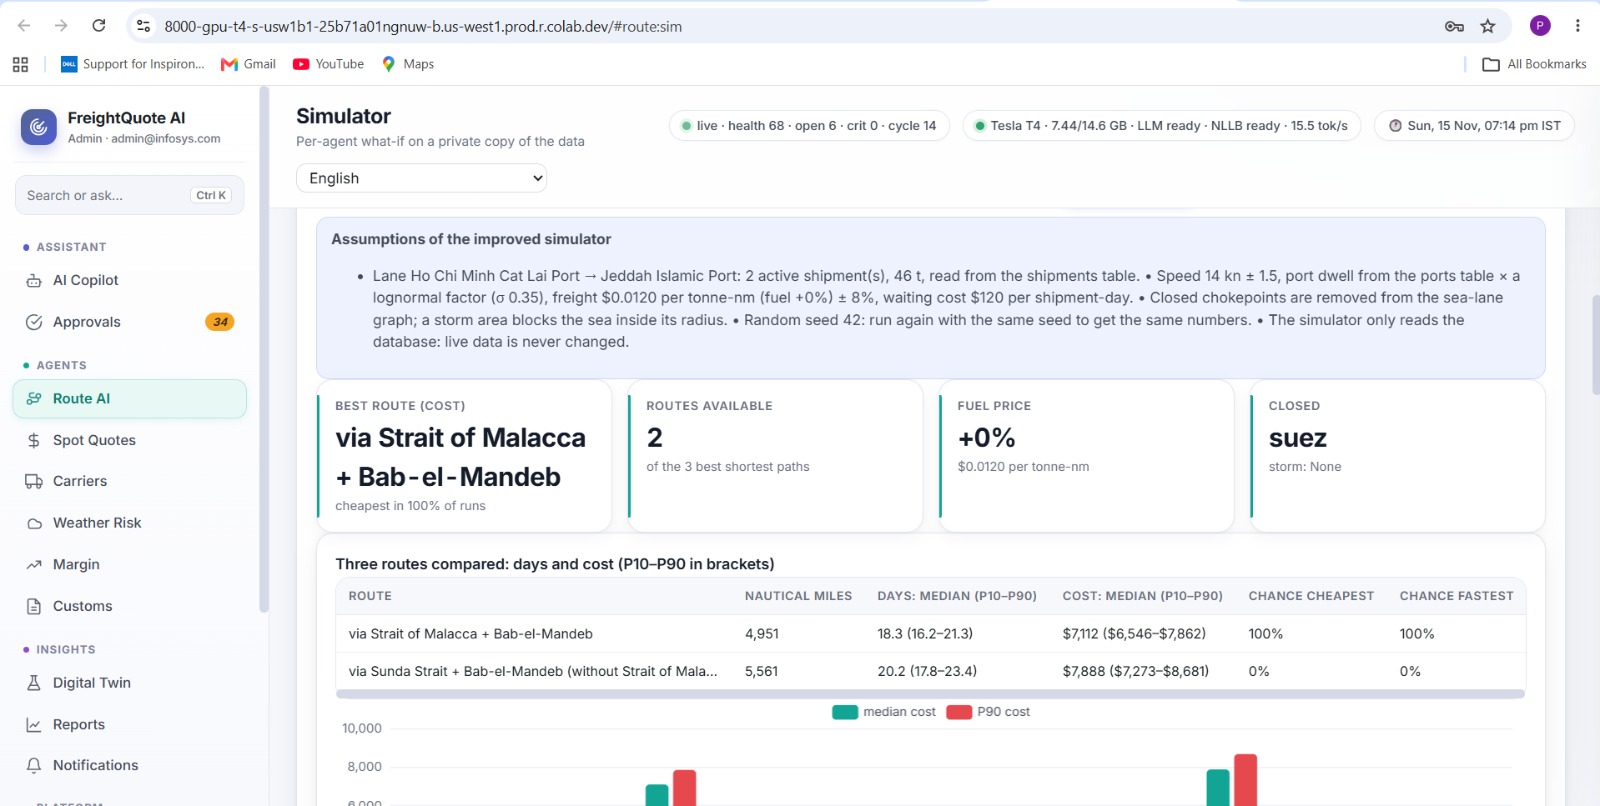 8000-gpu-t4-s-usw1b1-25b71a01ngnuw-b.us-west1.prod.r.colab.dev/#route:sim
P
DELL
Support for Inspiron...
Gmail
YouTube
Maps
All Bookmarks
FreightQuote AI
Admin · admin@infosys.com
Search or ask...
Ctrl K
ASSISTANT
AI Copilot
Approvals
34
AGENTS
Route AI
Spot Quotes
Carriers
Weather Risk
Margin
Customs
INSIGHTS
Digital Twin
Reports
Notifications
PLATFORM
Simulator
Per-agent what-if on a private copy of the data
live · health 68 · open 6 · crit 0 · cycle 14
Tesla T4 · 7.44/14.6 GB · LLM ready · NLLB ready · 15.5 tok/s
Sun, 15 Nov, 07:14 pm IST
English
Assumptions of the improved simulator
• Lane Ho Chi Minh Cat Lai Port → Jeddah Islamic Port: 2 active shipment(s), 46 t, read from the shipments table. • Speed 14 kn ± 1.5, port dwell from the ports table × a
lognormal factor (σ 0.35), freight $0.0120 per tonne-nm (fuel +0%) ± 8%, waiting cost $120 per shipment-day. • Closed chokepoints are removed from the sea-lane
graph; a storm area blocks the sea inside its radius. • Random seed 42: run again with the same seed to get the same numbers. • The simulator only reads the
database: live data is never changed.
BEST ROUTE (COST)
via Strait of Malacca
+ Bab-el-Mandeb
cheapest in 100% of runs
ROUTES AVAILABLE
2
of the 3 best shortest paths
FUEL PRICE
+0%
$0.0120 per tonne-nm
CLOSED
suez
storm: None
Three routes compared: days and cost (P10–P90 in brackets)
ROUTE NAUTICAL MILES DAYS: MEDIAN (P10–P90) COST: MEDIAN (P10–P90) CHANCE CHEAPEST CHANCE FASTEST
via Strait of Malacca + Bab-el-Mandeb 4,951 18.3 (16.2–21.3) $7,112 ($6,546–$7,862) 100% 100%
via Sunda Strait + Bab-el-Mandeb (without Strait of Mala... 5,561 20.2 (17.8–23.4) $7,888 ($7,273–$8,681) 0% 0%
median cost P90 cost
10,000
8,000
6,000